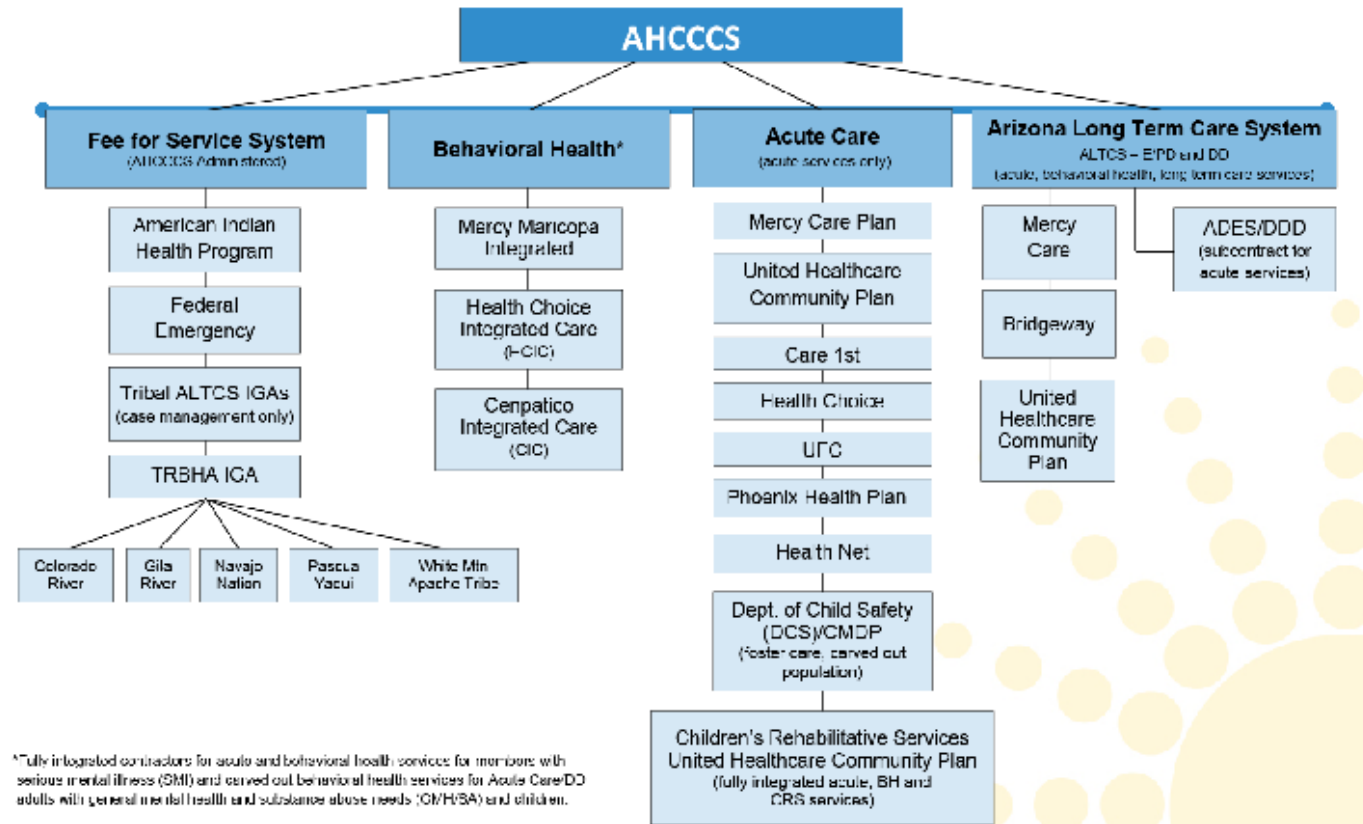 AHCCCS
Fee for Service System
(AHCCCS Administered)
American Indian
Health Program
Federal
Emergency
Tribal ALTCS IGAs
(case management only)
TRBHA IGA
Colorado
River
Gila
River
Navajo
Nation
Pascua
Yaqui
White Mtn
Apache Tribe
Behavioral Health*
Mercy Maricopa
Integrated
Health Choice
Integrated Care
(HCIC)
Cenpatico
Integrated Care
(CIC)
Acute Care
(acute services only)
Mercy Care Plan
United Healthcare
Community Plan
Care 1st
Health Choice
UFC
Phoenix Health Plan
Health Net
Dept. of Child Safety
(DCS)/CMDP
(foster care, carved out
population)
Children's Rehabilitative Services
United Healthcare Community Plan
(fully integrated acute, BH and
CRS services)
Arizona Long Term Care System
ALTCS – E/PD and DD
(acute, behavioral health, long term care services)
Mercy
Care
Bridgeway
United
Healthcare
Community
Plan
ADES/DDD
(subcontract for
acute services)
*Fully integrated contractors for acute and behavioral health services for members with
serious mental illness (SMI) and carved out behavioral health services for Acute Care/DD
adults with general mental health and substance abuse needs (GMH/SA) and children.